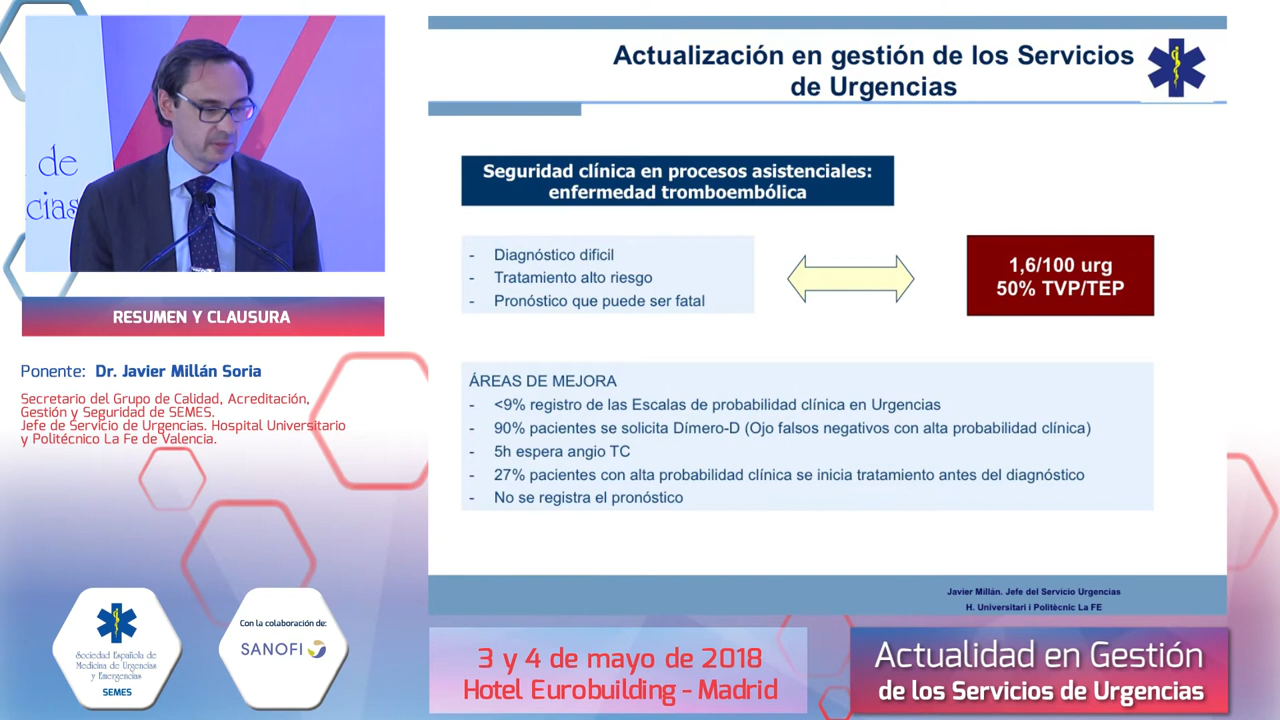 de
cias
RESUMEN Y CLAUSURA
Ponente: Dr. Javier Millán Soria
Secretario del Grupo de Calidad, Acreditación,
Gestión y Seguridad de SEMES.
Jefe de Servicio de Urgencias. Hospital Universitario
y Politécnico La Fe de Valencia.
Sociedad Española de
Medicina de Urgencias
y Emergencias
SEMES
Con la colaboración de:
SANOFI
Actualización en gestión de los Servicios
de Urgencias
Seguridad clínica en procesos asistenciales:
enfermedad tromboembólica
- Diagnóstico dificil
- Tratamiento alto riesgo
- Pronóstico que puede ser fatal
1,6/100 urg
50% TVP/TEP
ÁREAS DE MEJORA
- <9% registro de las Escalas de probabilidad clínica en Urgencias
- 90% pacientes se solicita Dímero-D (Ojo falsos negativos con alta probabilidad clínica)
- 5h espera angio TC
- 27% pacientes con alta probabilidad clínica se inicia tratamiento antes del diagnóstico
- No se registra el pronóstico
Javier Millán. Jefe del Servicio Urgencias
H. Universitari i Politècnic La FE
3 y 4 de mayo de 2018
Hotel Eurobuilding - Madrid
Actualidad en Gestión
de los Servicios de Urgencias